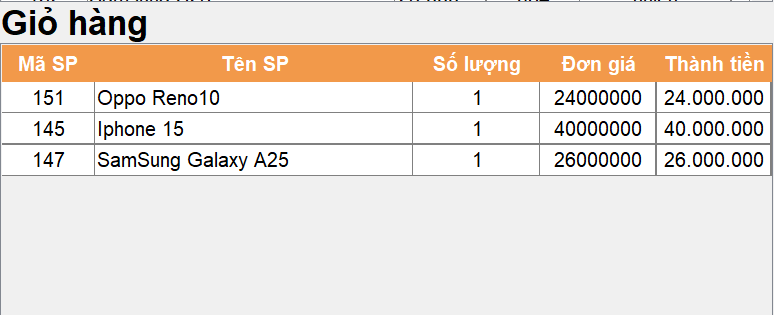 Giỏ hàng
Mã SP Tên SP Số lượng Đơn giá Thành tiền
151 Oppo Reno10 1 24000000 24.000.000
145 Iphone 15 1 40000000 40.000.000
147 SamSung Galaxy A25 1 26000000 26.000.000